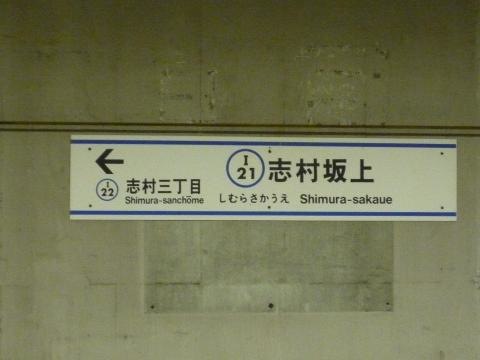 I
21
志村坂上
しむらさかうえ Shimura-sakaue
I
22
志村三丁目
Shimura-sanchōme